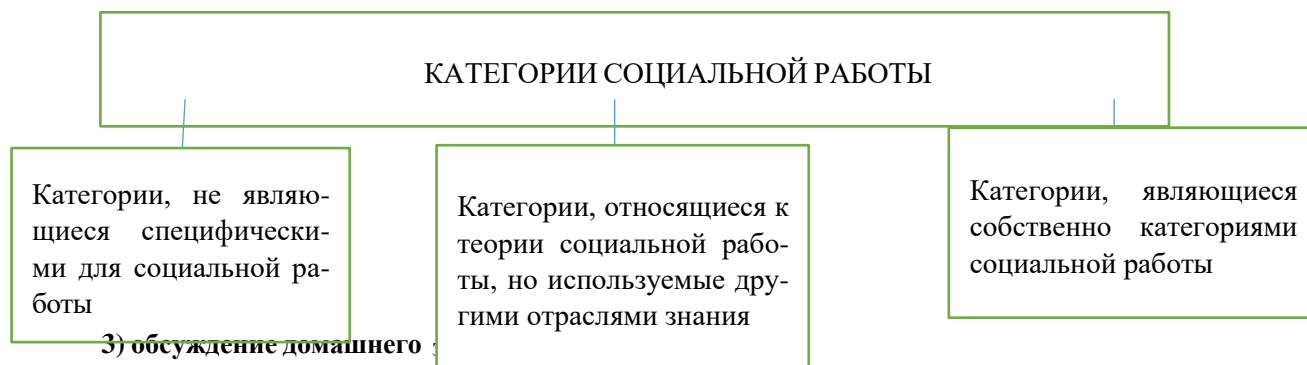 КАТЕГОРИИ СОЦИАЛЬНОЙ РАБОТЫ
Категории, не являю-
щиеся специфически-
ми для социальной ра-
боты
Категории, относящиеся к
теории социальной рабо-
ты, но используемые дру-
гими отраслями знания
Категории, являющиеся
собственно категориями
социальной работы
3) обсуждение домашнего